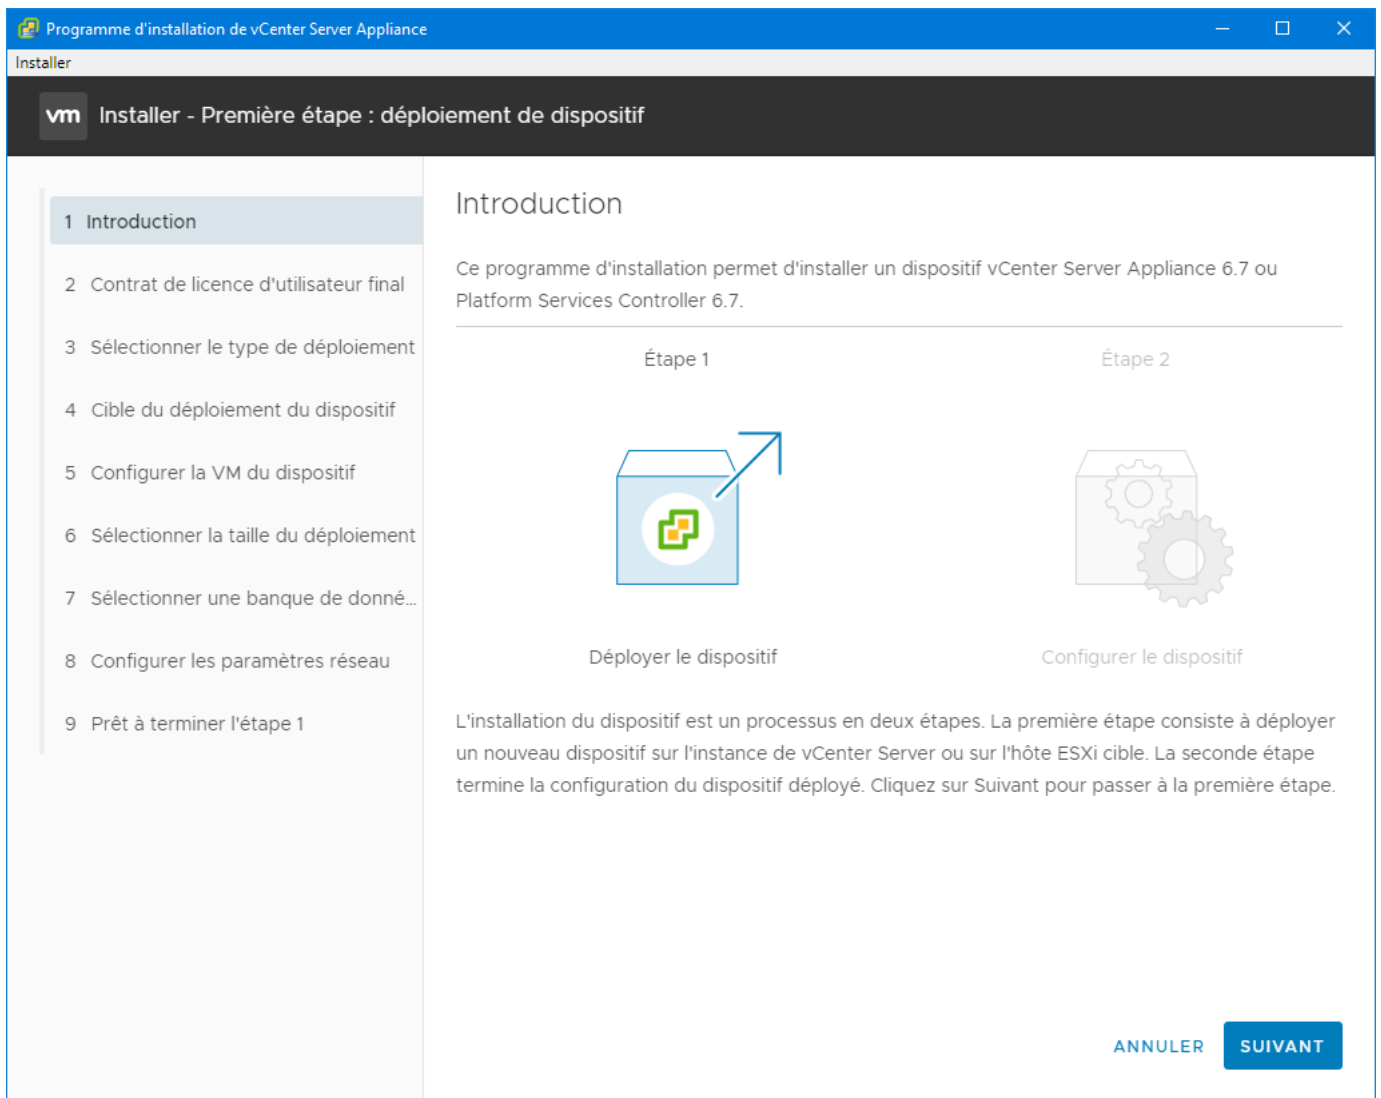 Programme d'installation de vCenter Server Appliance
Installer
vm Installer - Première étape : déploiement de dispositif
1 Introduction
2 Contrat de licence d'utilisateur final
3 Sélectionner le type de déploiement
4 Cible du déploiement du dispositif
5 Configurer la VM du dispositif
6 Sélectionner la taille du déploiement
7 Sélectionner une banque de donné...
8 Configurer les paramètres réseau
9 Prêt à terminer l'étape 1
Introduction
Ce programme d'installation permet d'installer un dispositif vCenter Server Appliance 6.7 ou
Platform Services Controller 6.7.
Étape 1
Étape 2
Déployer le dispositif
Configurer le dispositif
L'installation du dispositif est un processus en deux étapes. La première étape consiste à déployer
un nouveau dispositif sur l'instance de vCenter Server ou sur l'hôte ESXi cible. La seconde étape
termine la configuration du dispositif déployé. Cliquez sur Suivant pour passer à la première étape.
ANNULER
SUIVANT